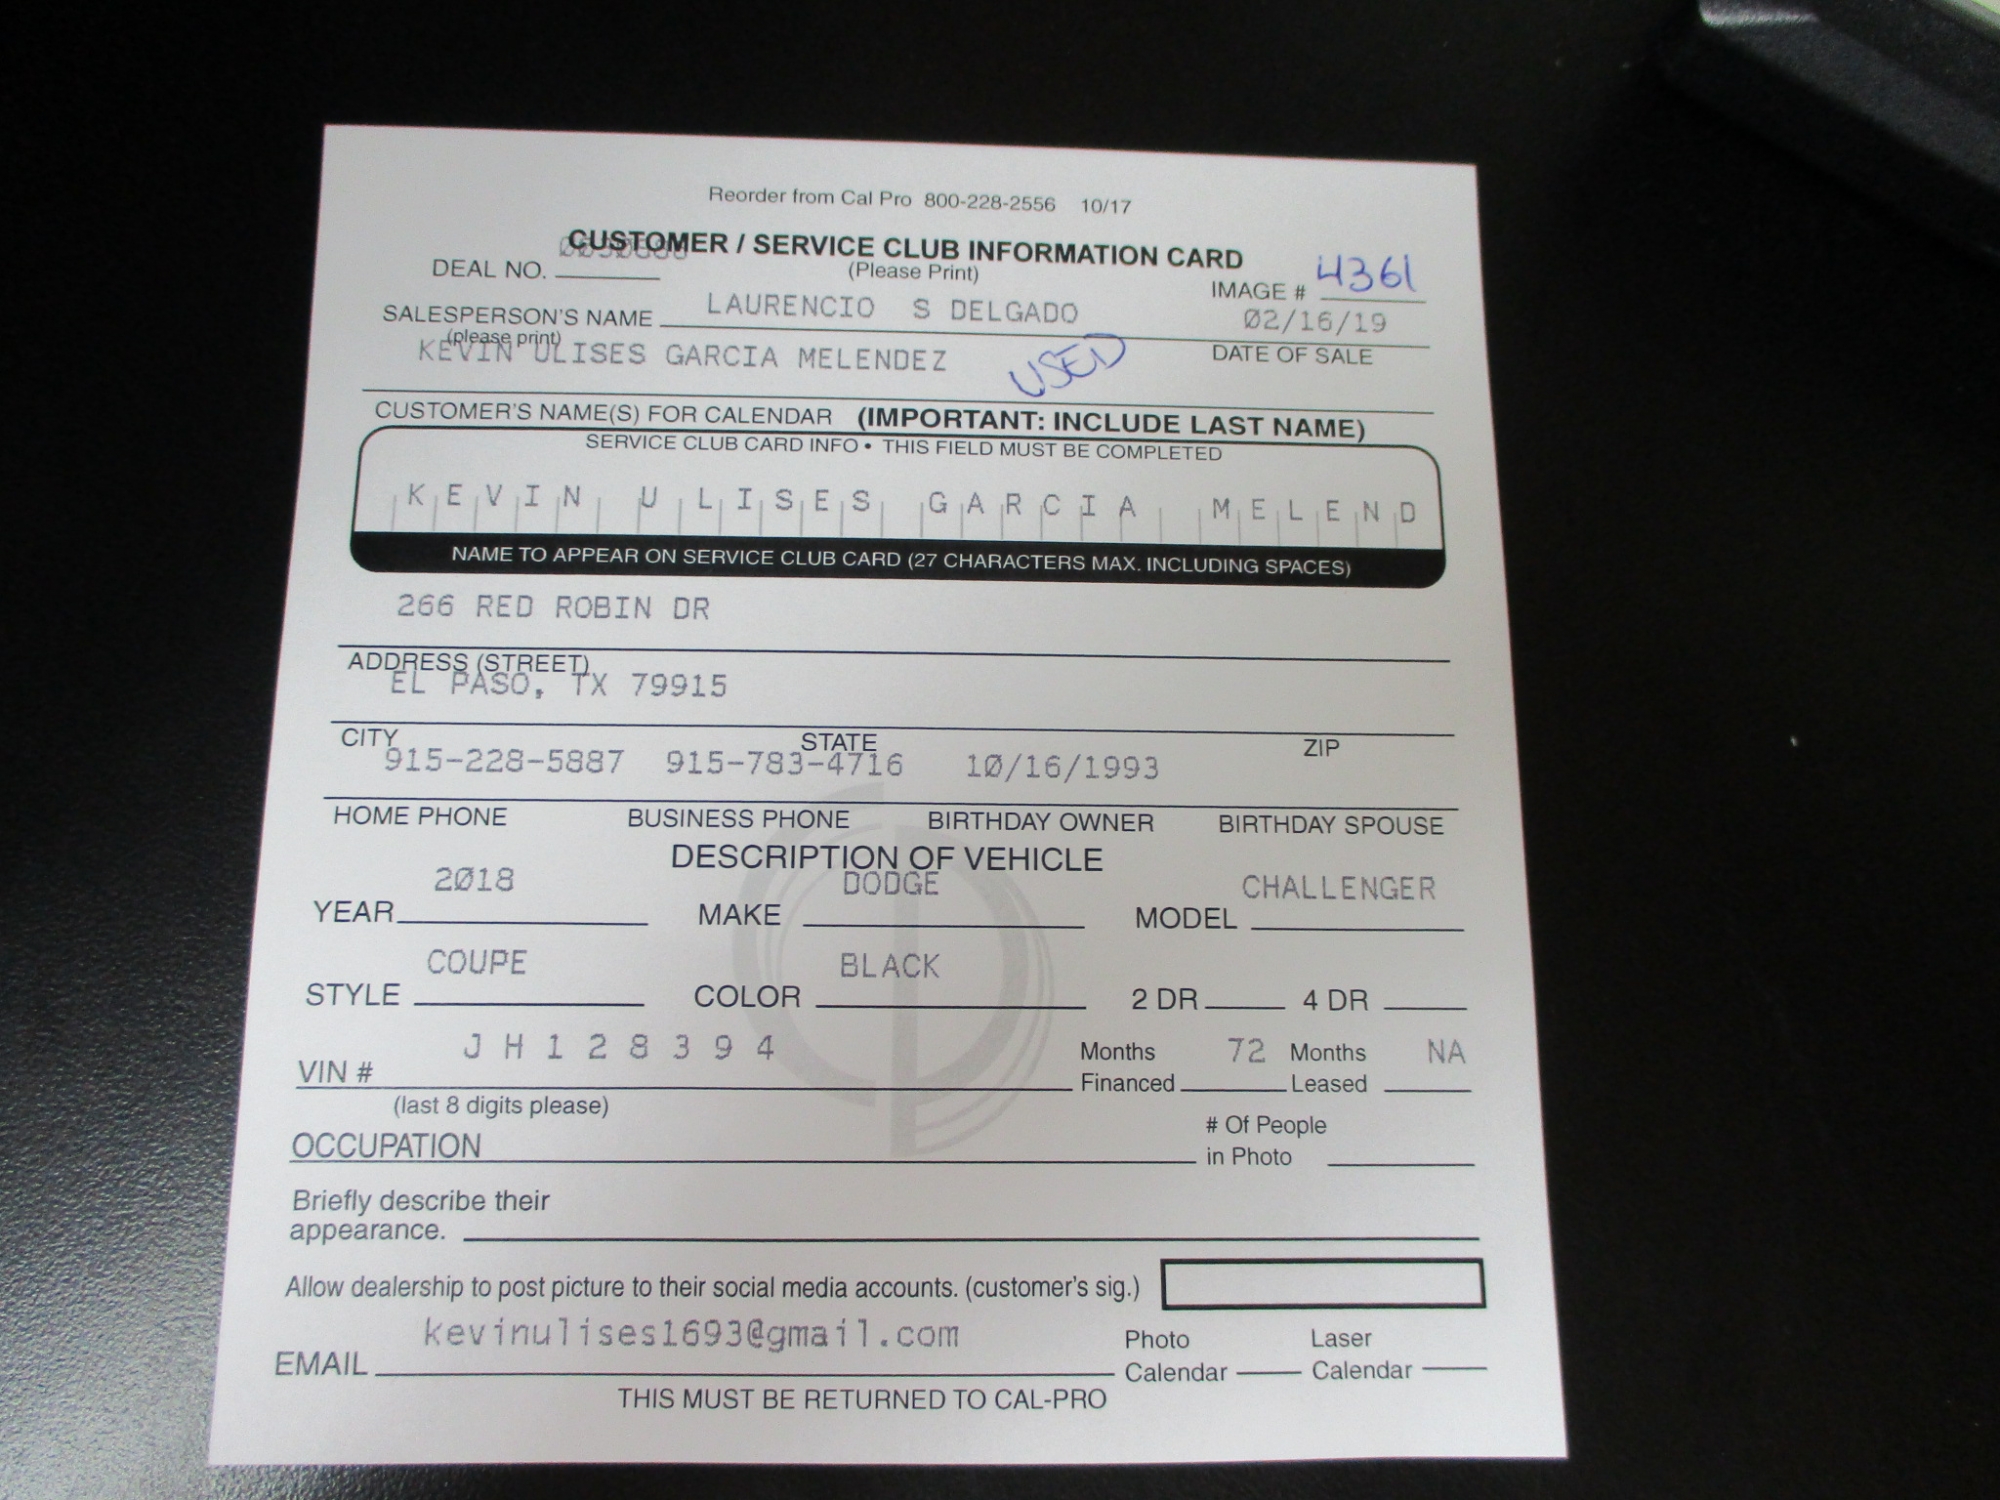 Reorder from Cal Pro 800-228-2556 10/17
CUSTOMER / SERVICE CLUB INFORMATION CARD
(Please Print)
DEAL NO.
IMAGE # 4361
SALESPERSON'S NAME LAURENCIO S DELGADO 02/16/19
(please print)
KEVIN ULISES GARCIA MELENDEZ USED DATE OF SALE
CUSTOMER'S NAME(S) FOR CALENDAR (IMPORTANT: INCLUDE LAST NAME)
SERVICE CLUB CARD INFO • THIS FIELD MUST BE COMPLETED
KEVIN ULISES GARCIA MELEND
NAME TO APPEAR ON SERVICE CLUB CARD (27 CHARACTERS MAX. INCLUDING SPACES)
266 RED ROBIN DR
ADDRESS (STREET)
EL PASO, TX 79915
CITY STATE ZIP
915-228-5887 915-783-4716 10/16/1993
HOME PHONE BUSINESS PHONE BIRTHDAY OWNER BIRTHDAY SPOUSE
DESCRIPTION OF VEHICLE
YEAR 2018 MAKE DODGE MODEL CHALLENGER
STYLE COUPE COLOR BLACK 2 DR 4 DR
VIN # JH128394 Months Financed 72 Months Leased NA
(last 8 digits please)
OCCUPATION # Of People in Photo
Briefly describe their
appearance.
Allow dealership to post picture to their social media accounts. (customer's sig.)
EMAIL kevinulises1693@gmail.com Photo Calendar Laser Calendar
THIS MUST BE RETURNED TO CAL-PRO